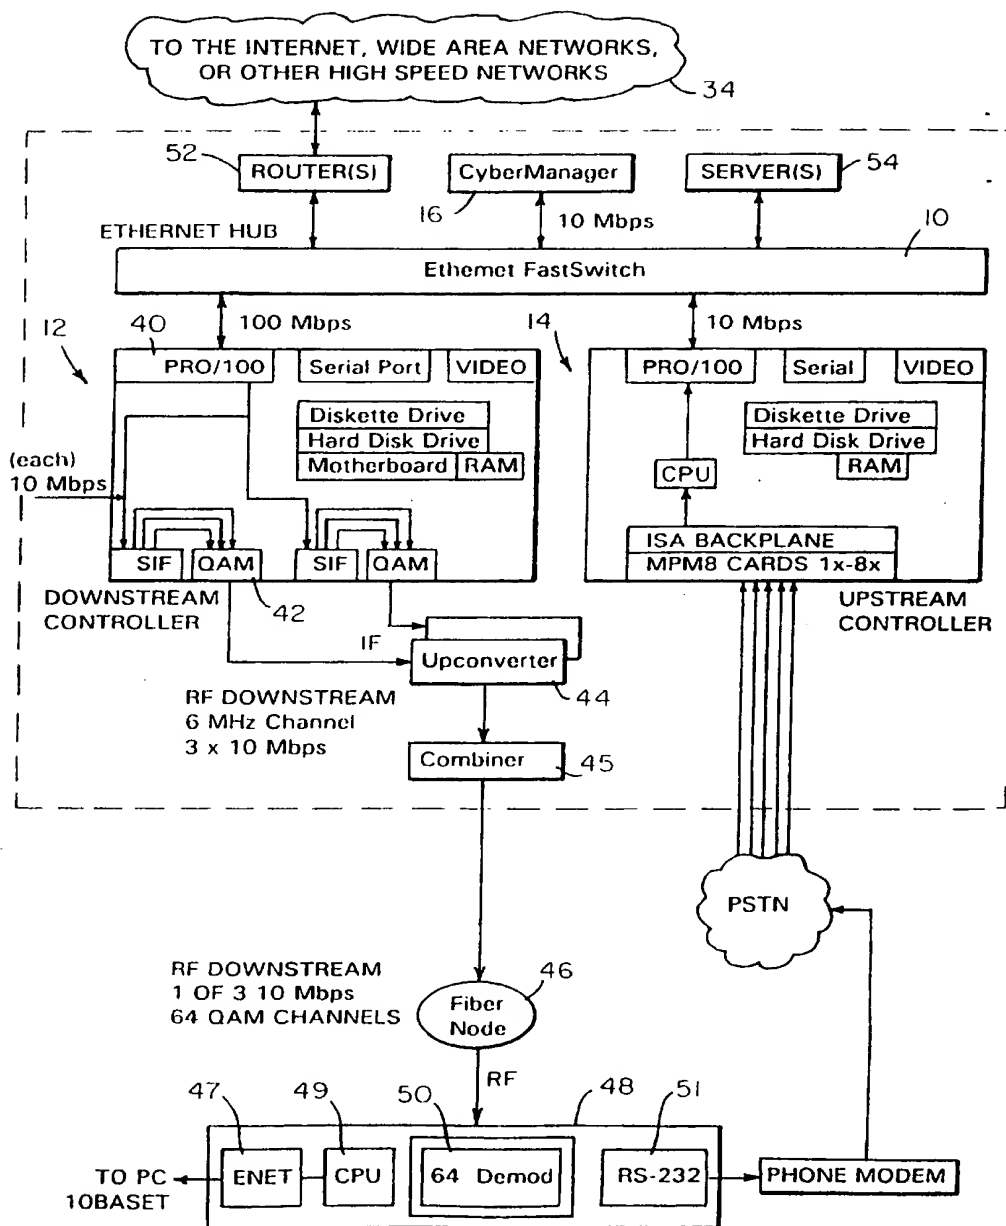 TO THE INTERNET, WIDE AREA NETWORKS,
OR OTHER HIGH SPEED NETWORKS
34
52
ROUTER(S)
CyberManager
16
SERVER(S)
54
10 Mbps
ETHERNET HUB
10
Ethernet FastSwitch
12
40
100 Mbps
14
10 Mbps
PRO/100
Serial Port
VIDEO
PRO/100
Serial
VIDEO
Diskette Drive
Hard Disk Drive
Motherboard
RAM
Diskette Drive
Hard Disk Drive
RAM
(each)
10 Mbps
CPU
ISA BACKPLANE
MPM8 CARDS 1x-8x
SIF
QAM
SIF
QAM
DOWNSTREAM
CONTROLLER
42
UPSTREAM
CONTROLLER
IF
Upconverter
44
RF DOWNSTREAM
6 MHz Channel
3 x 10 Mbps
Combiner
45
PSTN
RF DOWNSTREAM
1 OF 3 10 Mbps
64 QAM CHANNELS
46
Fiber
Node
RF
47
49
50
48
51
TO PC
10BASET
ENET
CPU
64 Demod
RS-232
PHONE MODEM